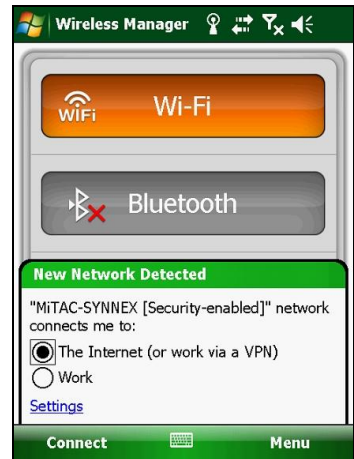 Wireless Manager
WiFi
Wi-Fi
Bluetooth
New Network Detected
"MiTAC-SYNNEX [Security-enabled]" network
connects me to:
The Internet (or work via a VPN)
Work
Settings
Connect
Menu